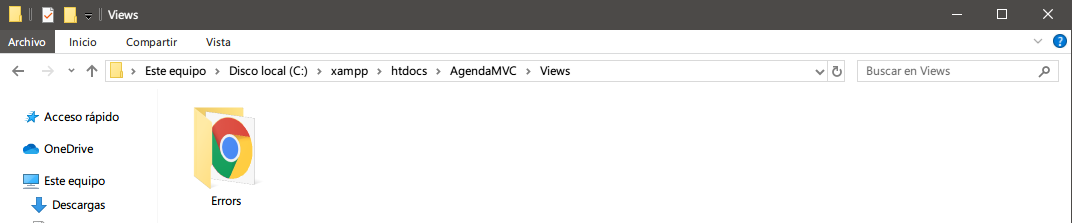 Views
Archivo Inicio Compartir Vista
Este equipo Disco local (C:) xampp htdocs AgendaMVC Views Buscar en Views
Acceso rápido
OneDrive
Este equipo
Descargas
Errors